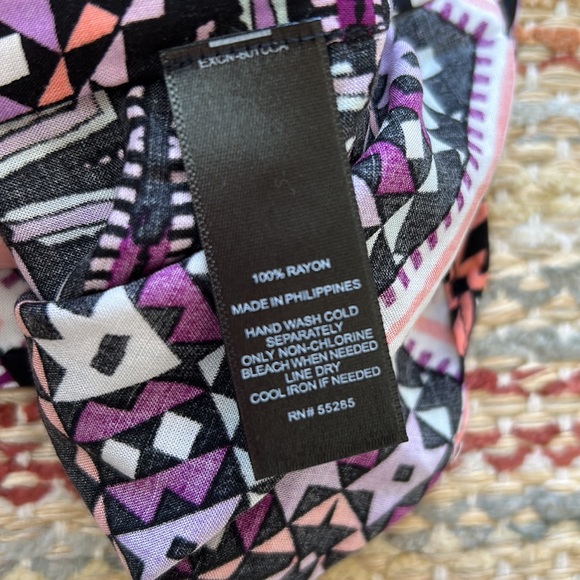 100% RAYON
MADE IN PHILIPPINES
HAND WASH COLD
SEPARATELY
ONLY NON-CHLORINE
BLEACH WHEN NEEDED
LINE DRY
COOL IRON IF NEEDED
RN# 55285